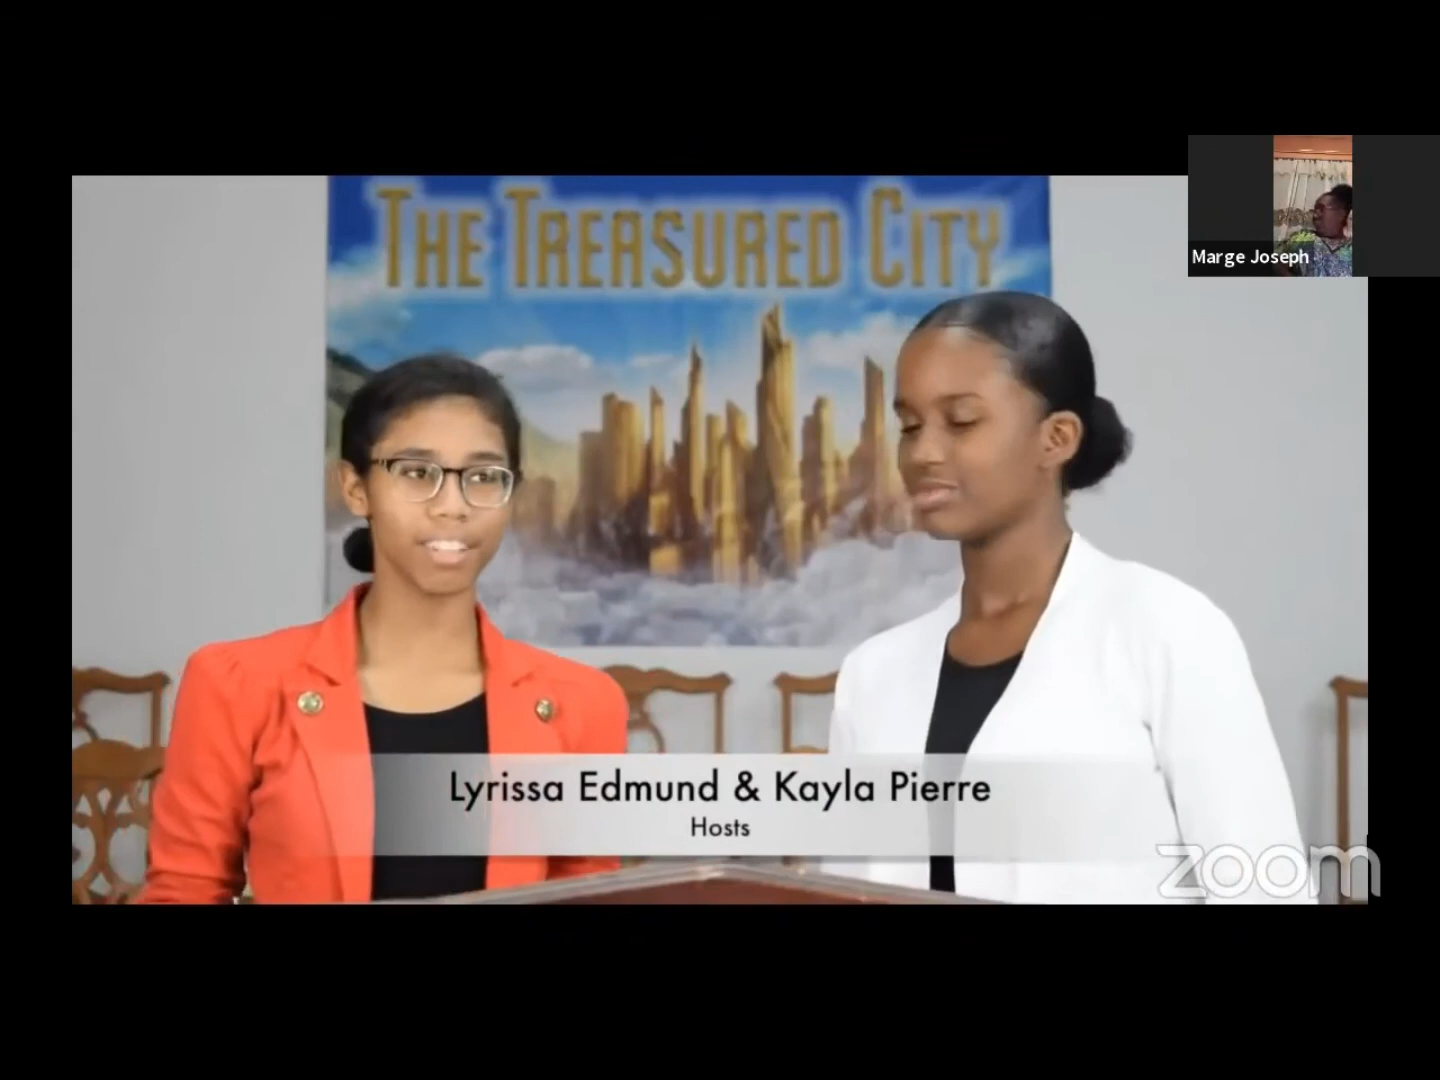 THE TREASURED CITY
Marge Joseph
Lyrissa Edmund & Kayla Pierre
Hosts
zoom